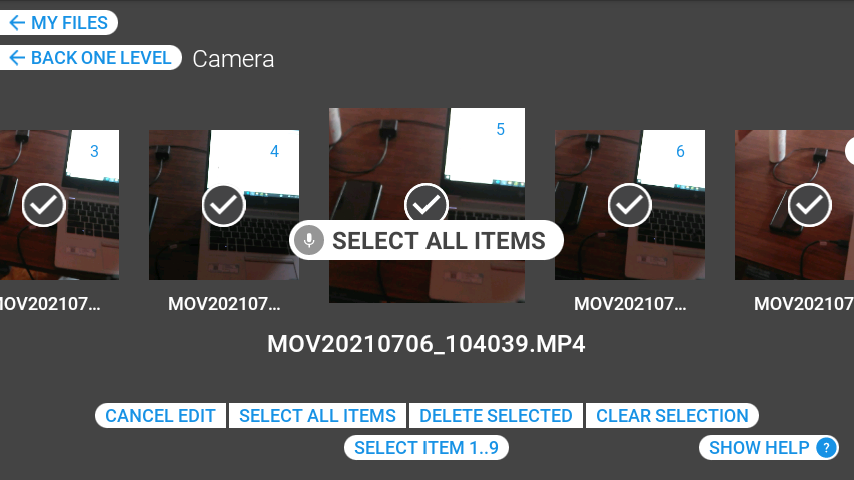 MY FILES
BACK ONE LEVEL Camera
3 4 5 6
SELECT ALL ITEMS
MOV202107... MOV202107... MOV202107... MOV202107
MOV20210706_104039.MP4
CANCEL EDIT SELECT ALL ITEMS DELETE SELECTED CLEAR SELECTION
SELECT ITEM 1..9 SHOW HELP ?